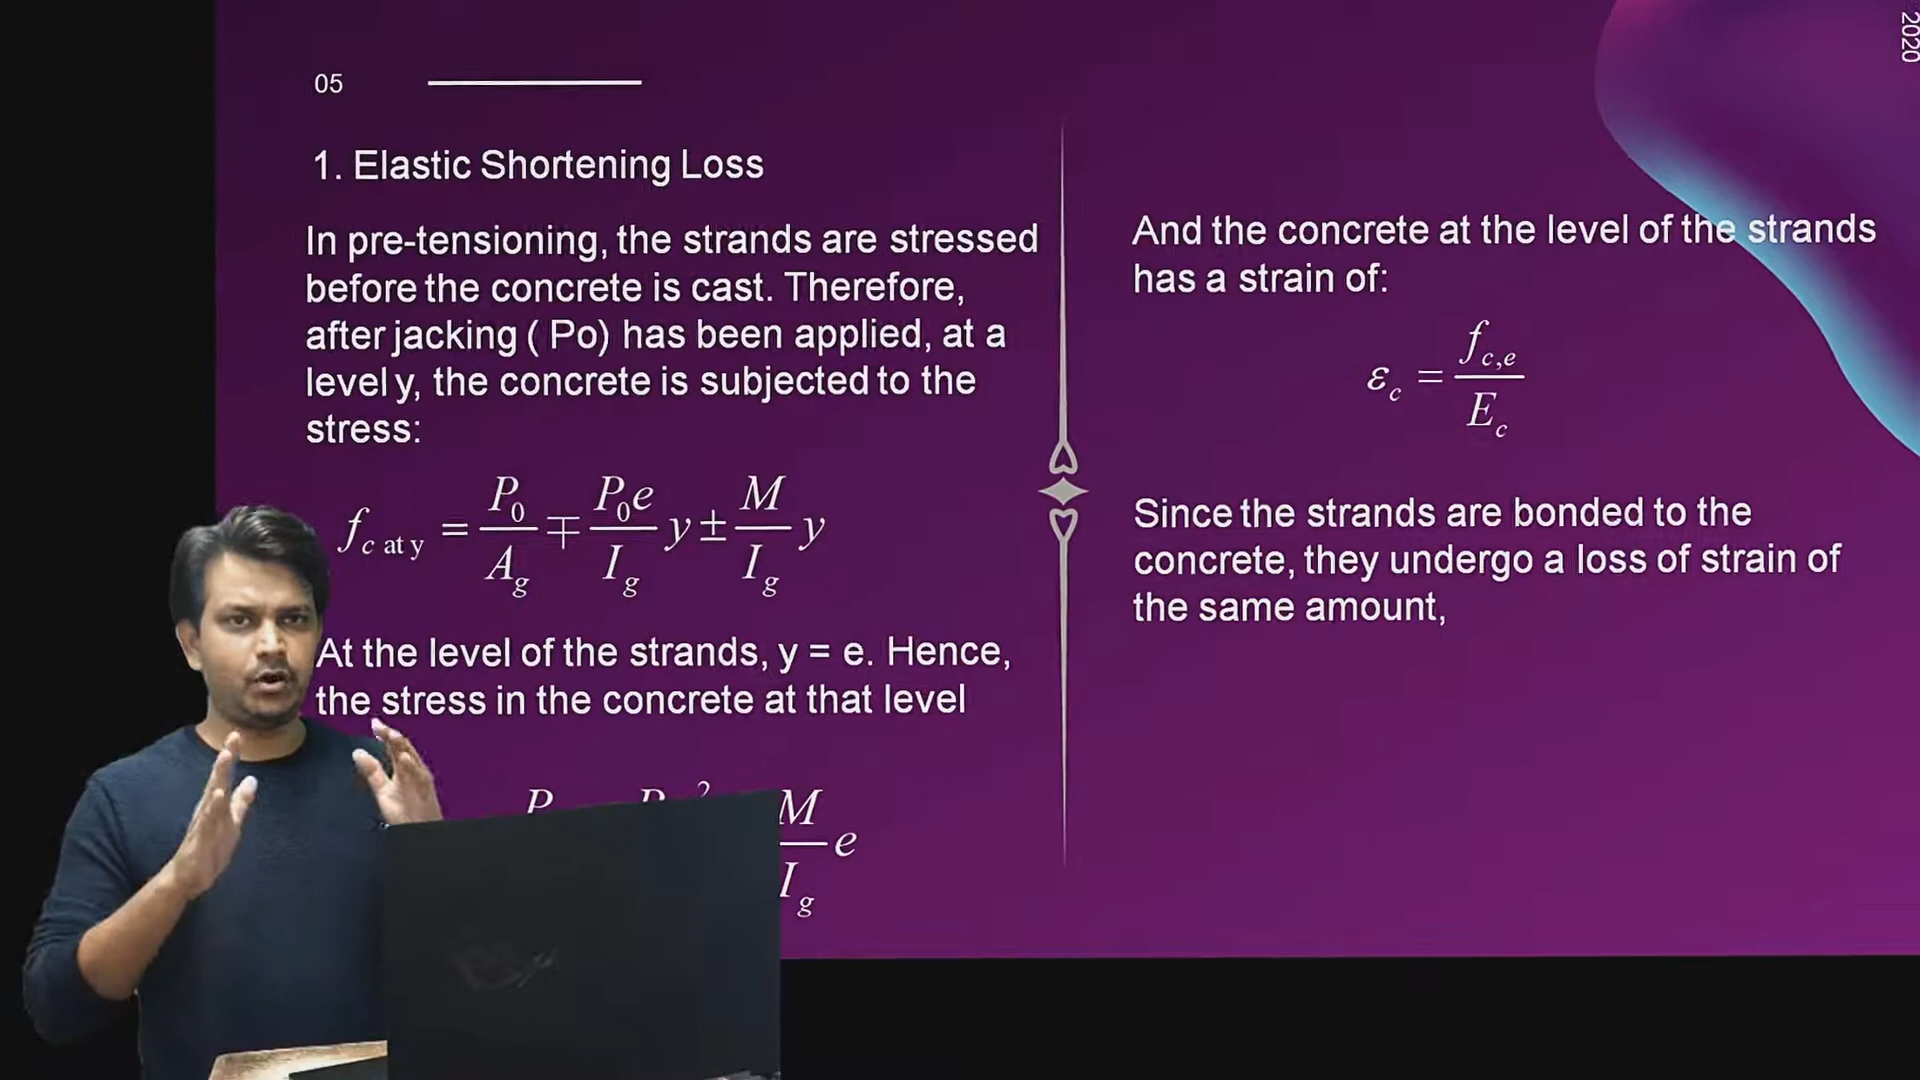 05
2020
1. Elastic Shortening Loss
In pre-tensioning, the strands are stressed
before the concrete is cast. Therefore,
after jacking ( Po) has been applied, at a
level y, the concrete is subjected to the
stress:
f_{c at y} = P_0/A_g ∓ P_0e/I_g y ± M/I_g y
At the level of the strands, y = e. Hence,
the stress in the concrete at that level
M/I_g e
And the concrete at the level of the strands
has a strain of:
ε_c = f_{c,e}/E_c
Since the strands are bonded to the
concrete, they undergo a loss of strain of
the same amount,